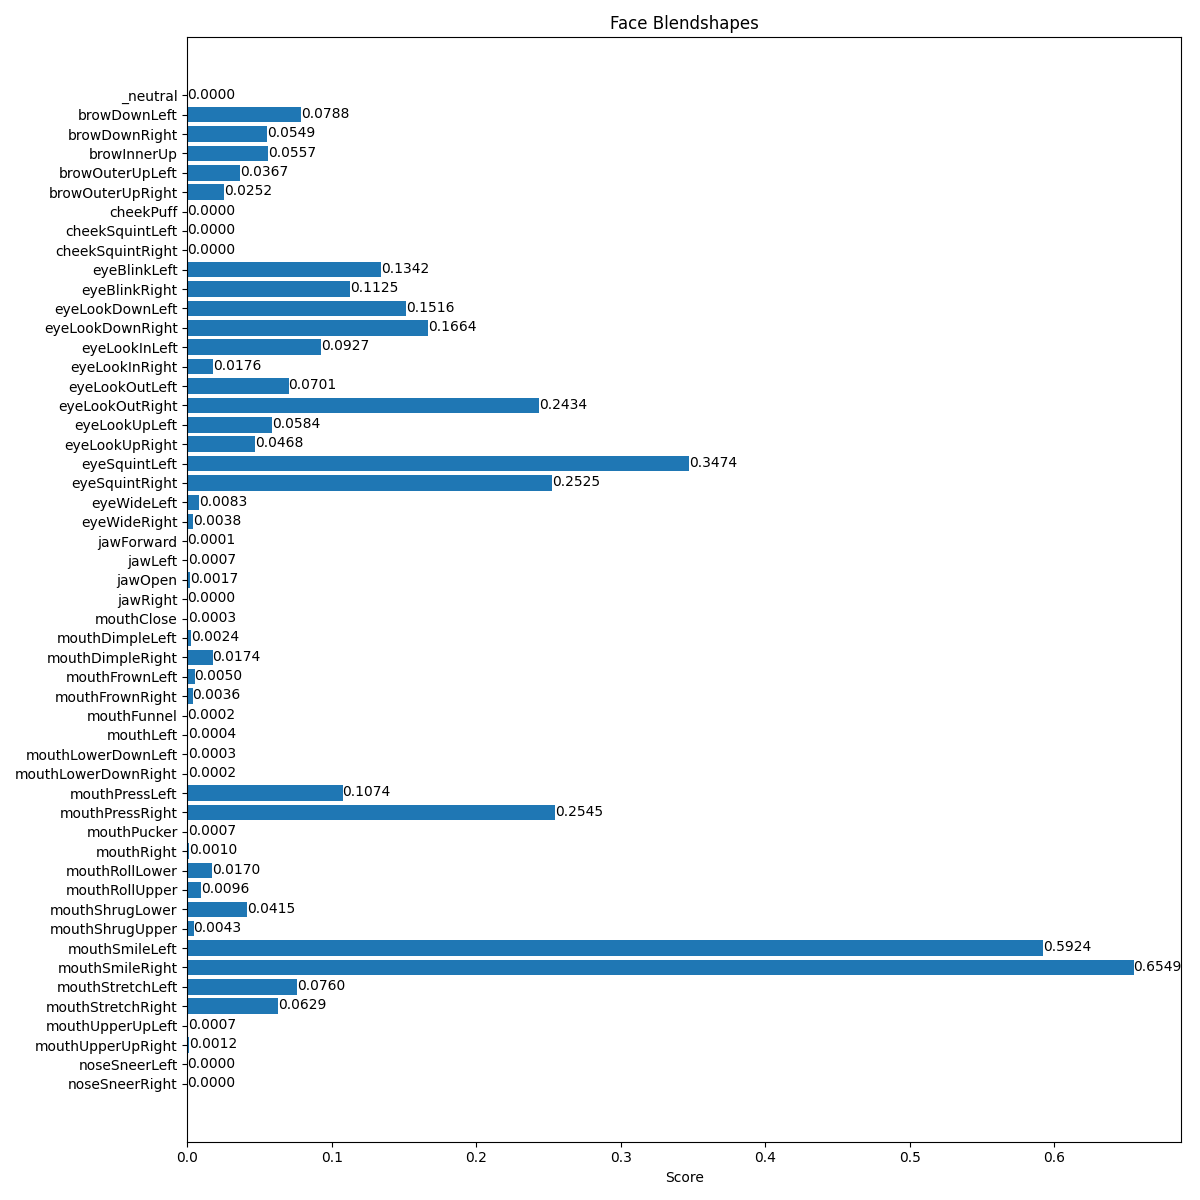 Face Blendshapes
_neutral 0.0000
browDownLeft 0.0788
browDownRight 0.0549
browInnerUp 0.0557
browOuterUpLeft 0.0367
browOuterUpRight 0.0252
cheekPuff 0.0000
cheekSquintLeft 0.0000
cheekSquintRight 0.0000
eyeBlinkLeft 0.1342
eyeBlinkRight 0.1125
eyeLookDownLeft 0.1516
eyeLookDownRight 0.1664
eyeLookInLeft 0.0927
eyeLookInRight 0.0176
eyeLookOutLeft 0.0701
eyeLookOutRight 0.2434
eyeLookUpLeft 0.0584
eyeLookUpRight 0.0468
eyeSquintLeft 0.3474
eyeSquintRight 0.2525
eyeWideLeft 0.0083
eyeWideRight 0.0038
jawForward 0.0001
jawLeft 0.0007
jawOpen 0.0017
jawRight 0.0000
mouthClose 0.0003
mouthDimpleLeft 0.0024
mouthDimpleRight 0.0174
mouthFrownLeft 0.0050
mouthFrownRight 0.0036
mouthFunnel 0.0002
mouthLeft 0.0004
mouthLowerDownLeft 0.0003
mouthLowerDownRight 0.0002
mouthPressLeft 0.1074
mouthPressRight 0.2545
mouthPucker 0.0007
mouthRight 0.0010
mouthRollLower 0.0170
mouthRollUpper 0.0096
mouthShrugLower 0.0415
mouthShrugUpper 0.0043
mouthSmileLeft 0.5924
mouthSmileRight 0.6549
mouthStretchLeft 0.0760
mouthStretchRight 0.0629
mouthUpperUpLeft 0.0007
mouthUpperUpRight 0.0012
noseSneerLeft 0.0000
noseSneerRight 0.0000
0.0 0.1 0.2 0.3 0.4 0.5 0.6
Score